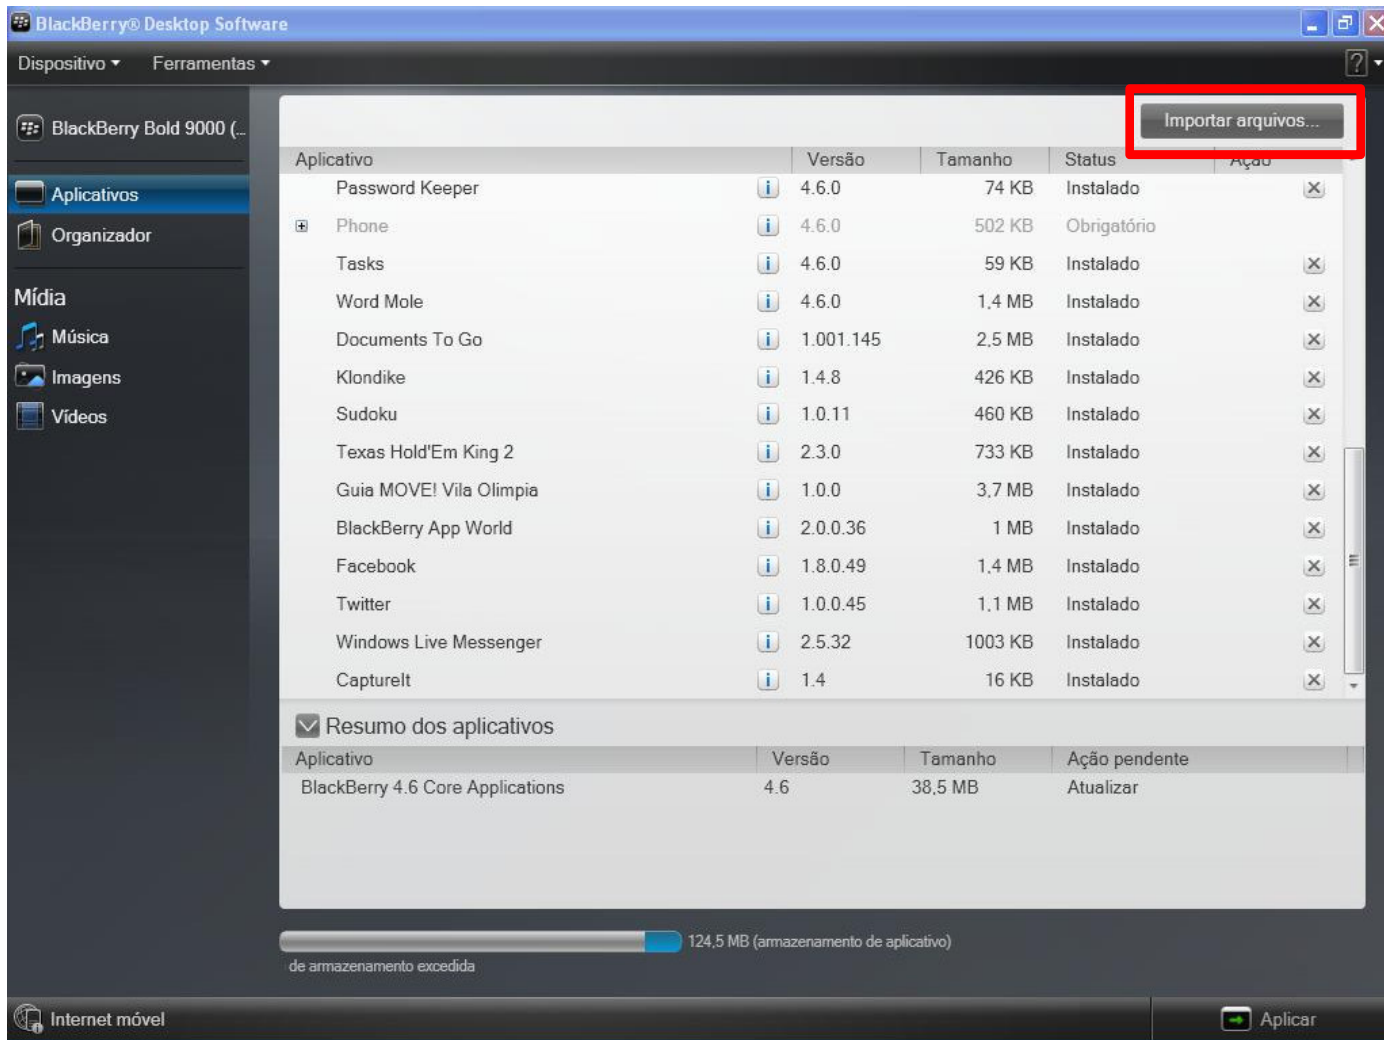 BlackBerry® Desktop Software
Dispositivo Ferramentas ?
BlackBerry Bold 9000 (...
Aplicativos
Organizador
Mídia
Música
Imagens
Vídeos
Importar arquivos...
Aplicativo Versão Tamanho Status Ação
Password Keeper i 4.6.0 74 KB Instalado
Phone i 4.6.0 502 KB Obrigatório
Tasks i 4.6.0 59 KB Instalado
Word Mole i 4.6.0 1,4 MB Instalado
Documents To Go i 1.001.145 2,5 MB Instalado
Klondike i 1.4.8 426 KB Instalado
Sudoku i 1.0.11 460 KB Instalado
Texas Hold'Em King 2 i 2.3.0 733 KB Instalado
Guia MOVE! Vila Olimpia i 1.0.0 3,7 MB Instalado
BlackBerry App World i 2.0.0.36 1 MB Instalado
Facebook i 1.8.0.49 1,4 MB Instalado
Twitter i 1.0.0.45 1,1 MB Instalado
Windows Live Messenger i 2.5.32 1003 KB Instalado
CaptureIt i 1.4 16 KB Instalado
Resumo dos aplicativos
Aplicativo Versão Tamanho Ação pendente
BlackBerry 4.6 Core Applications 4.6 38,5 MB Atualizar
124,5 MB (armazenamento de aplicativo)
de armazenamento excedida
Internet móvel
Aplicar